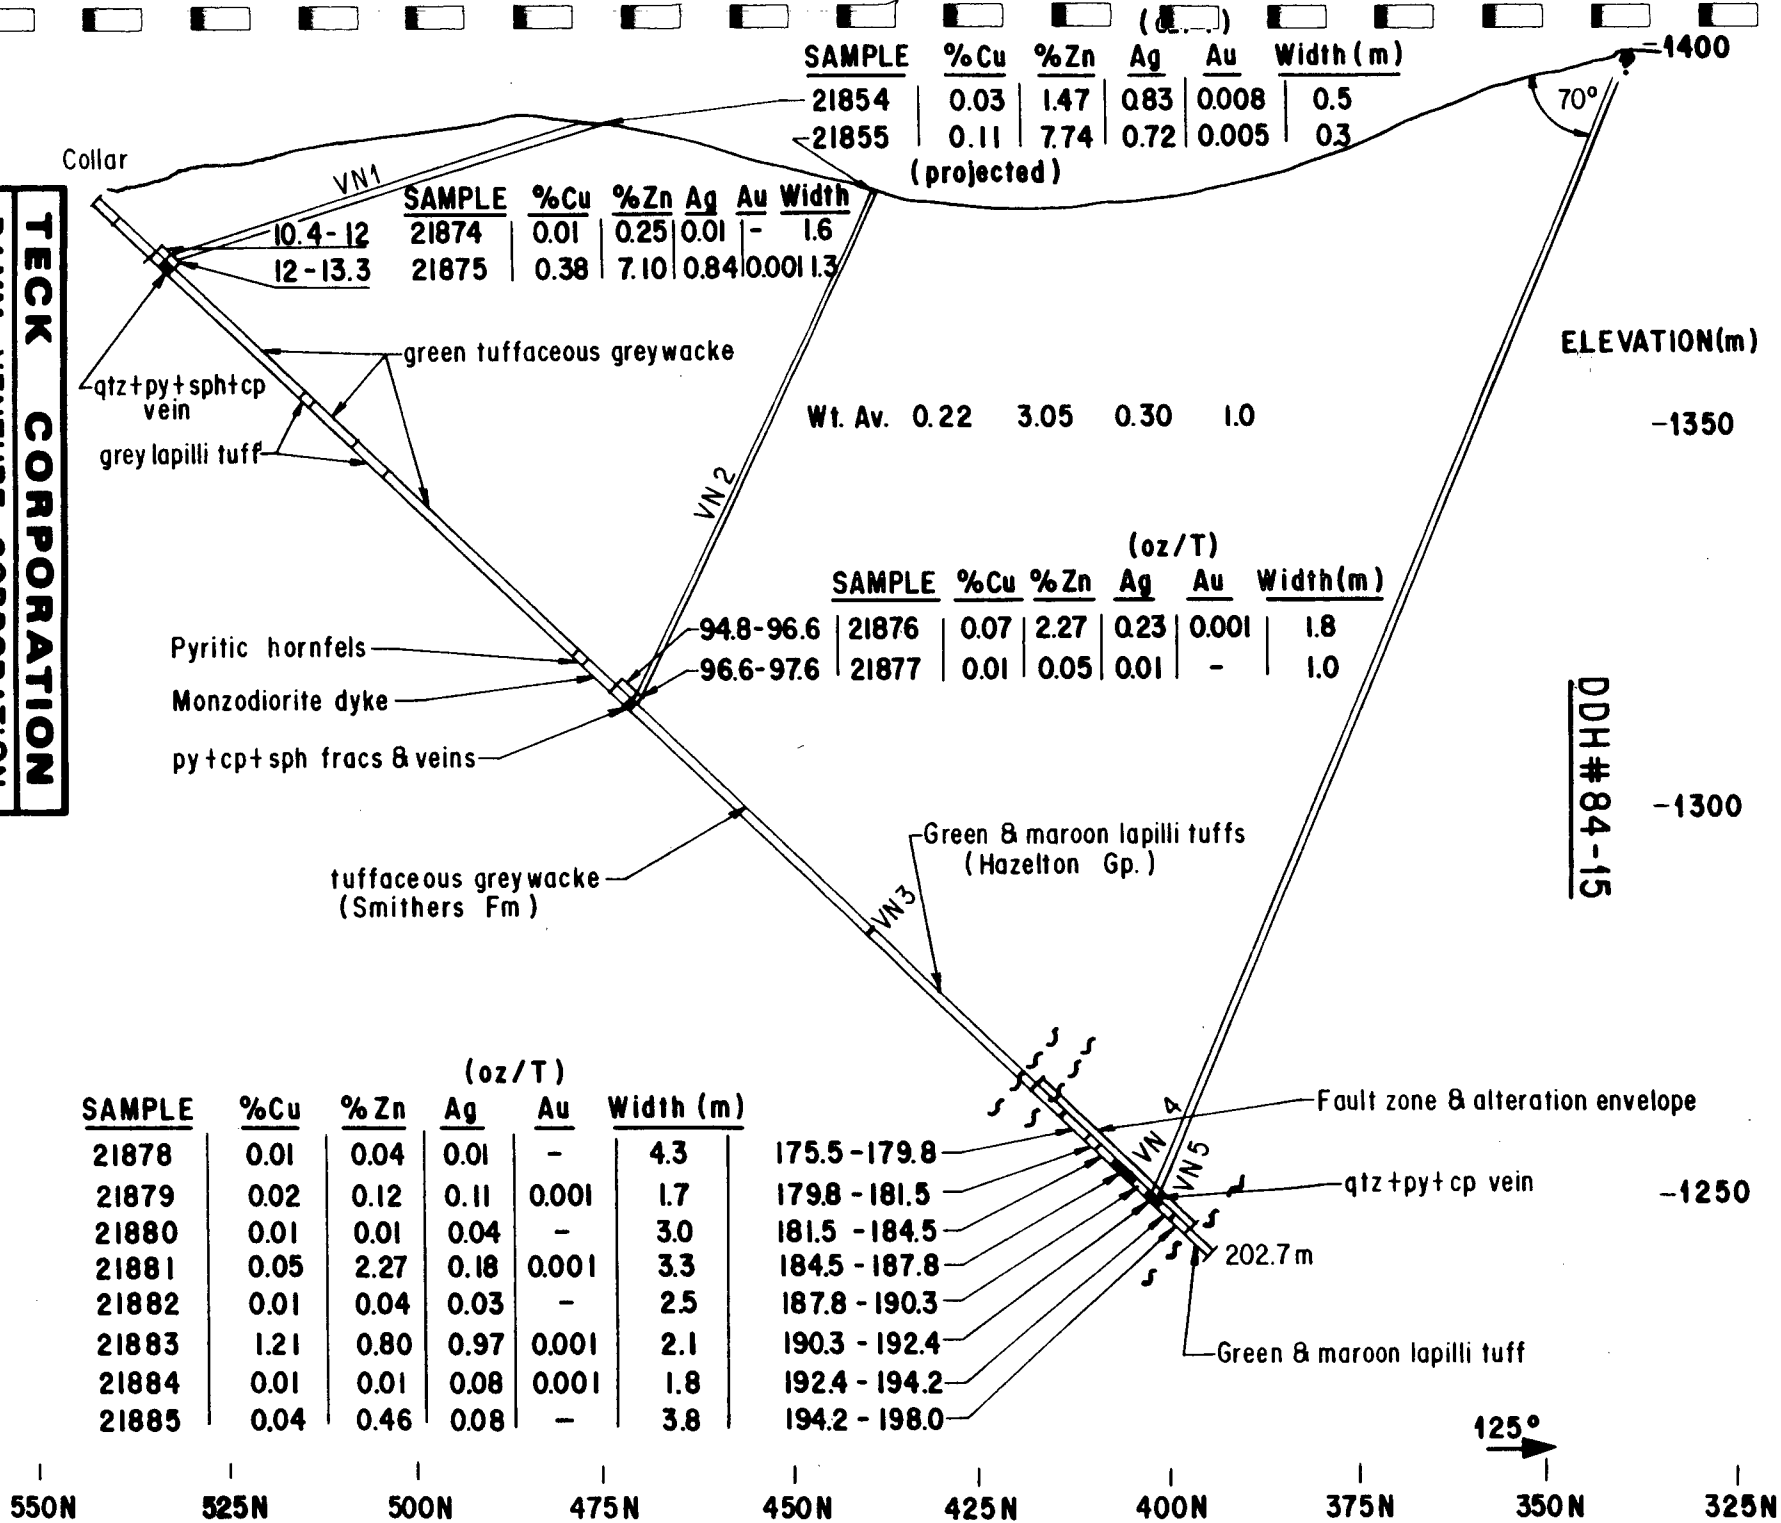 SAMPLE %Cu %Zn Ag Au Width (m)
21854 0.03 1.47 0.83 0.008 0.5
21855 0.11 7.74 0.72 0.005 0.3
(projected)
-1400
70°
Collar
VN1
SAMPLE %Cu %Zn Ag Au Width
10.4-12 21874 0.01 0.25 0.01 - 1.6
12-13.3 21875 0.38 7.10 0.84 0.001 1.3
TECK CORPORATION
green tuffaceous greywacke
ELEVATION(m)
qtz+py+sph+cp
vein
grey lapilli tuff
Wt. Av. 0.22 3.05 0.30 1.0
-1350
VN 2
(oz/T)
SAMPLE %Cu %Zn Ag Au Width(m)
94.8-96.6 21876 0.07 2.27 0.23 0.001 1.8
96.6-97.6 21877 0.01 0.05 0.01 - 1.0
Pyritic hornfels
Monzodiorite dyke
py+cp+sph fracs & veins
DDH#84-15
-1300
Green & maroon lapilli tuffs
(Hazelton Gp.)
tuffaceous greywacke
(Smithers Fm)
VN3
(oz/T)
SAMPLE %Cu %Zn Ag Au Width (m)
21878 0.01 0.04 0.01 - 4.3 175.5-179.8
21879 0.02 0.12 0.11 0.001 1.7 179.8-181.5
21880 0.01 0.01 0.04 - 3.0 181.5-184.5
21881 0.05 2.27 0.18 0.001 3.3 184.5-187.8
21882 0.01 0.04 0.03 - 2.5 187.8-190.3
21883 1.21 0.80 0.97 0.001 2.1 190.3-192.4
21884 0.01 0.01 0.08 0.001 1.8 192.4-194.2
21885 0.04 0.46 0.08 - 3.8 194.2-198.0
Fault zone & alteration envelope
VN 4
VN 5
qtz+py+cp vein
-1250
202.7m
Green & maroon lapilli tuff
125°
550N 525N 500N 475N 450N 425N 400N 375N 350N 325N